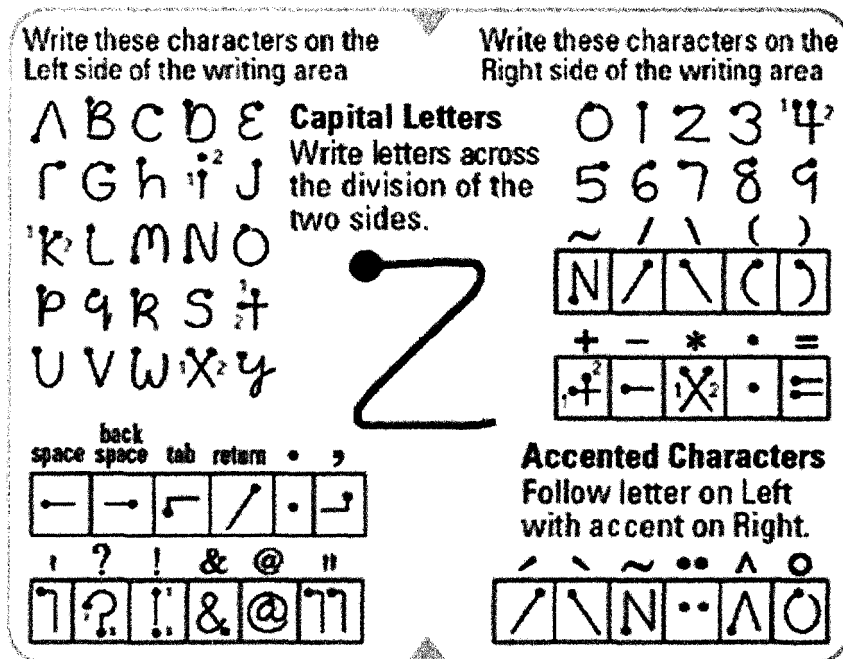 Write these characters on the
Left side of the writing area
A B C D E
F G h i J
K L M N O
P q R S t
U V W X y
space back space tab return • ,
' ? ! & @ "
Capital Letters
Write letters across
the division of the
two sides.
Z
Write these characters on the
Right side of the writing area
0 1 2 3 4
5 6 7 8 9
~ / \ ( )
N / \ ( )
+ - * • =
+ - X • =
Accented Characters
Follow letter on Left
with accent on Right.
´ ` ~ •• ^ o
/ \ N •• Λ O